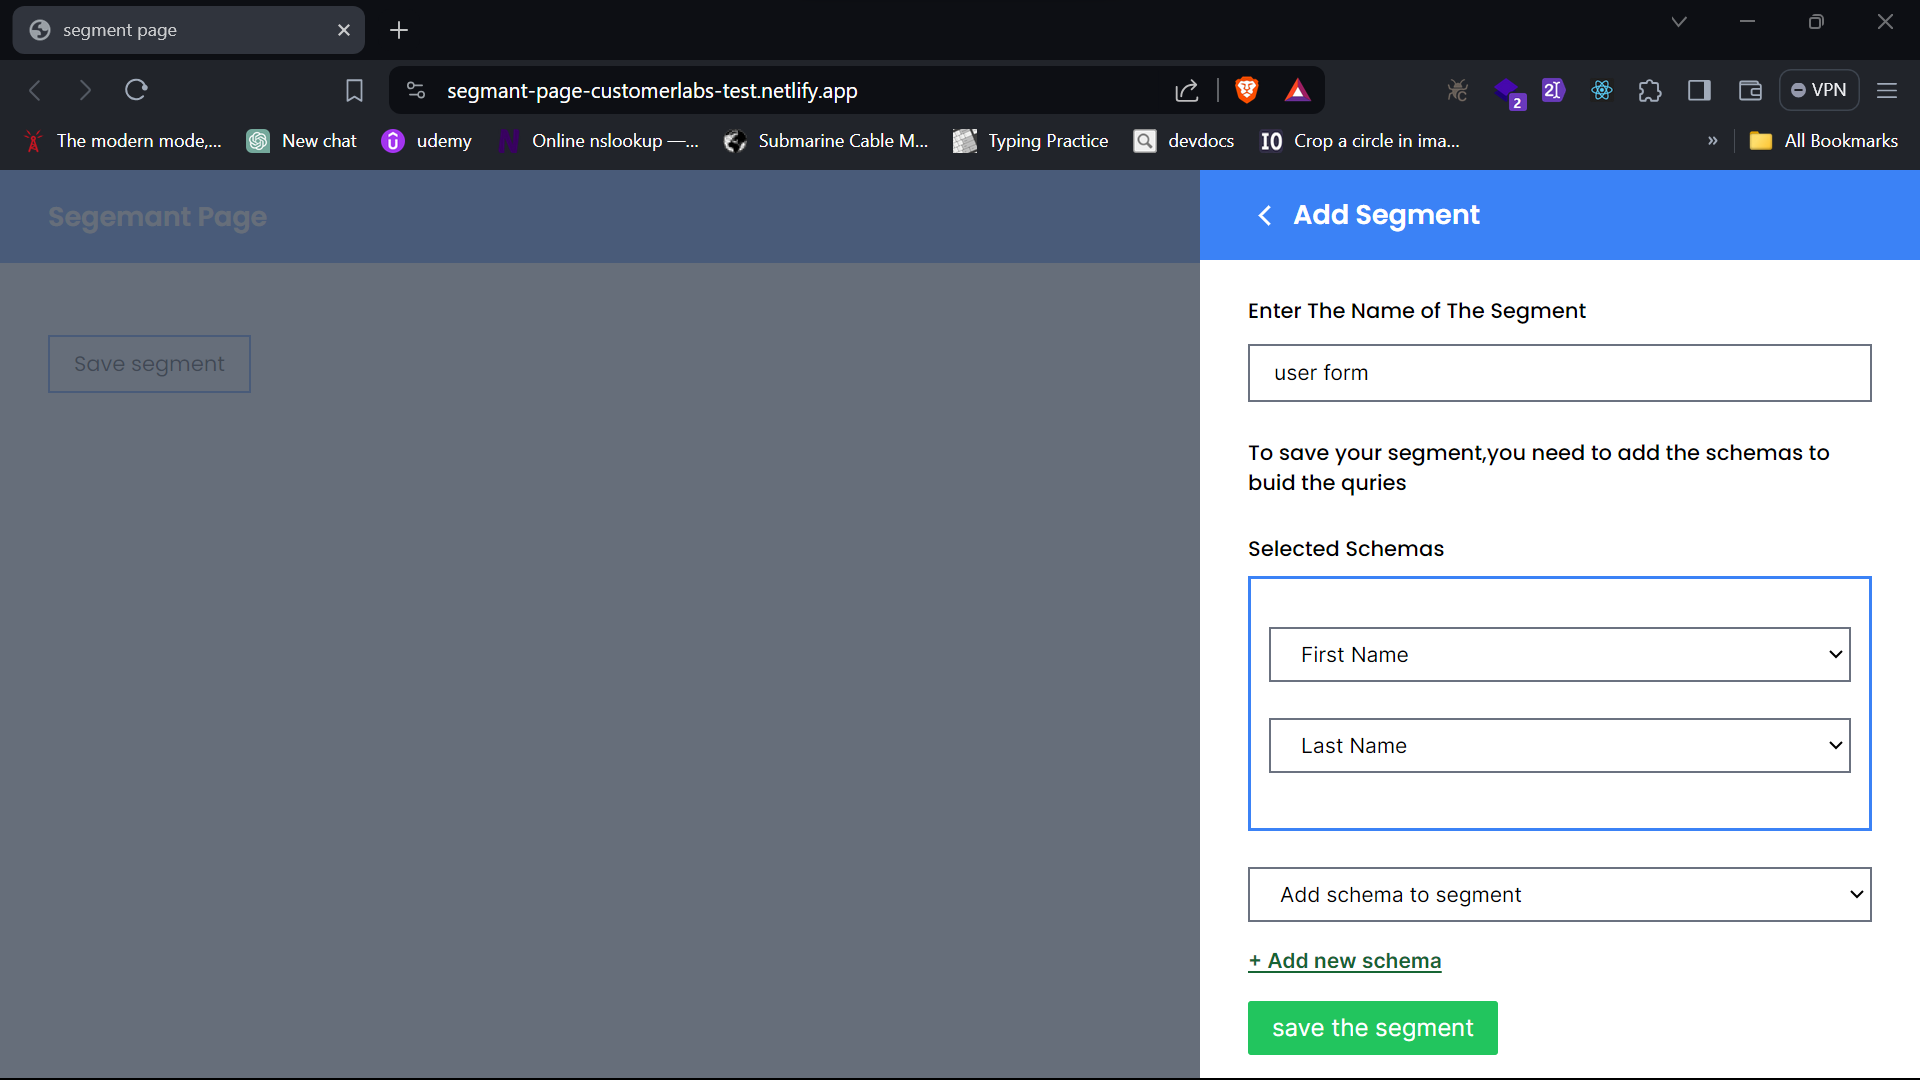 segment page
segmant-page-customerlabs-test.netlify.app
2
VPN
The modern mode,...
New chat
udemy
Online nslookup —...
Submarine Cable M...
Typing Practice
devdocs
IO
Crop a circle in ima...
»
All Bookmarks
Segemant Page
Add Segment
Save segment
Enter The Name of The Segment
user form
To save your segment,you need to add the schemas to
buid the quries
Selected Schemas
First Name
Last Name
Add schema to segment
+ Add new schema
save the segment